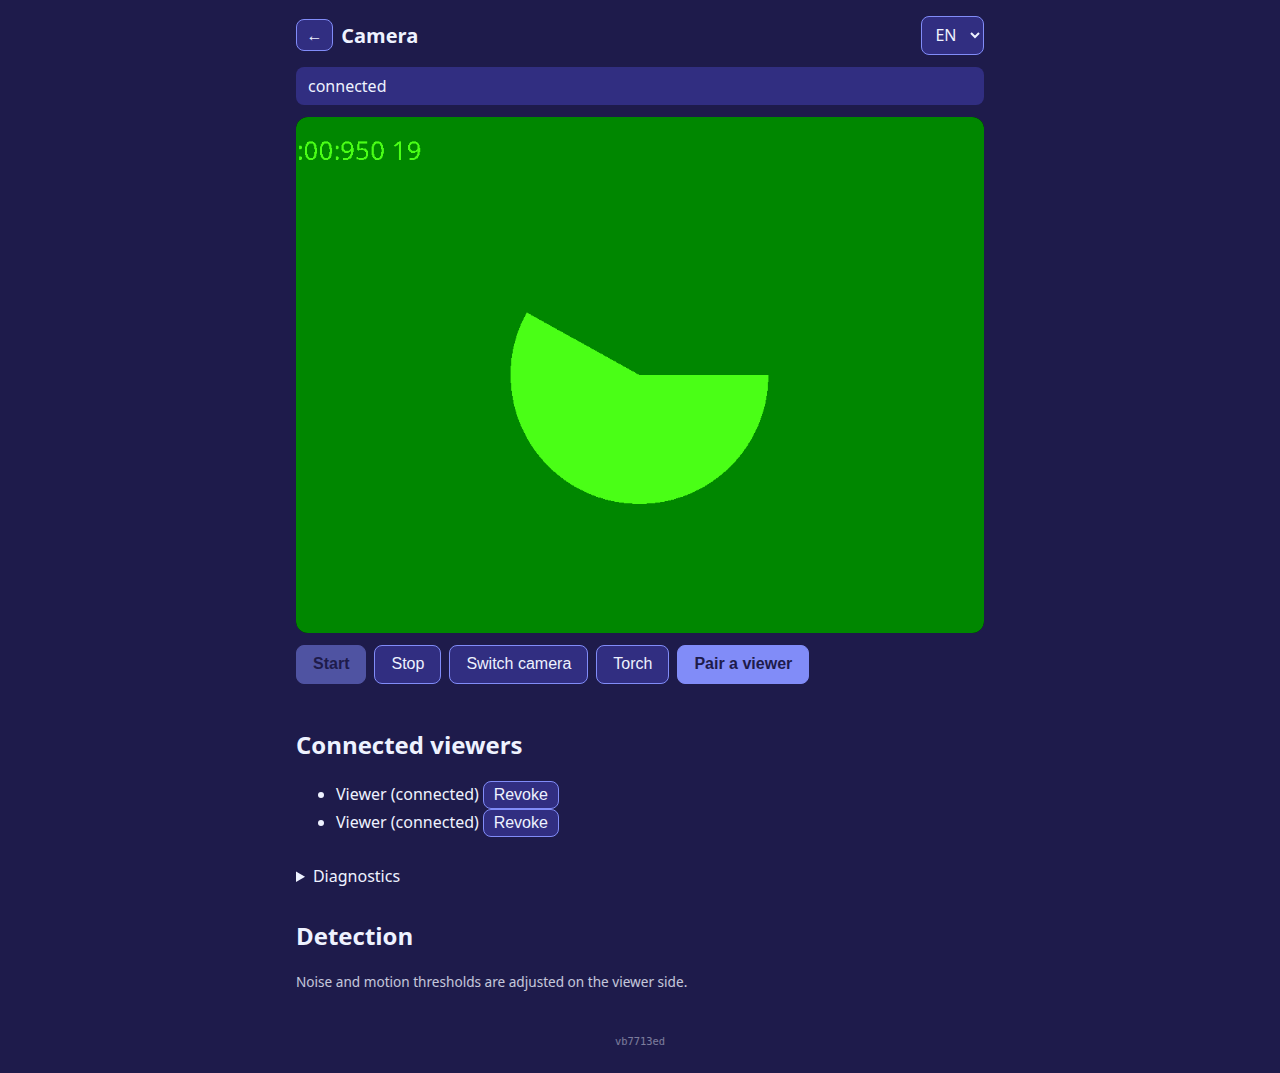 ← Camera EN
connected
:00:950 19
Start Stop Switch camera Torch Pair a viewer
Connected viewers
Viewer (connected) Revoke
Viewer (connected) Revoke
Diagnostics
Detection
Noise and motion thresholds are adjusted on the viewer side.
vb7713ed